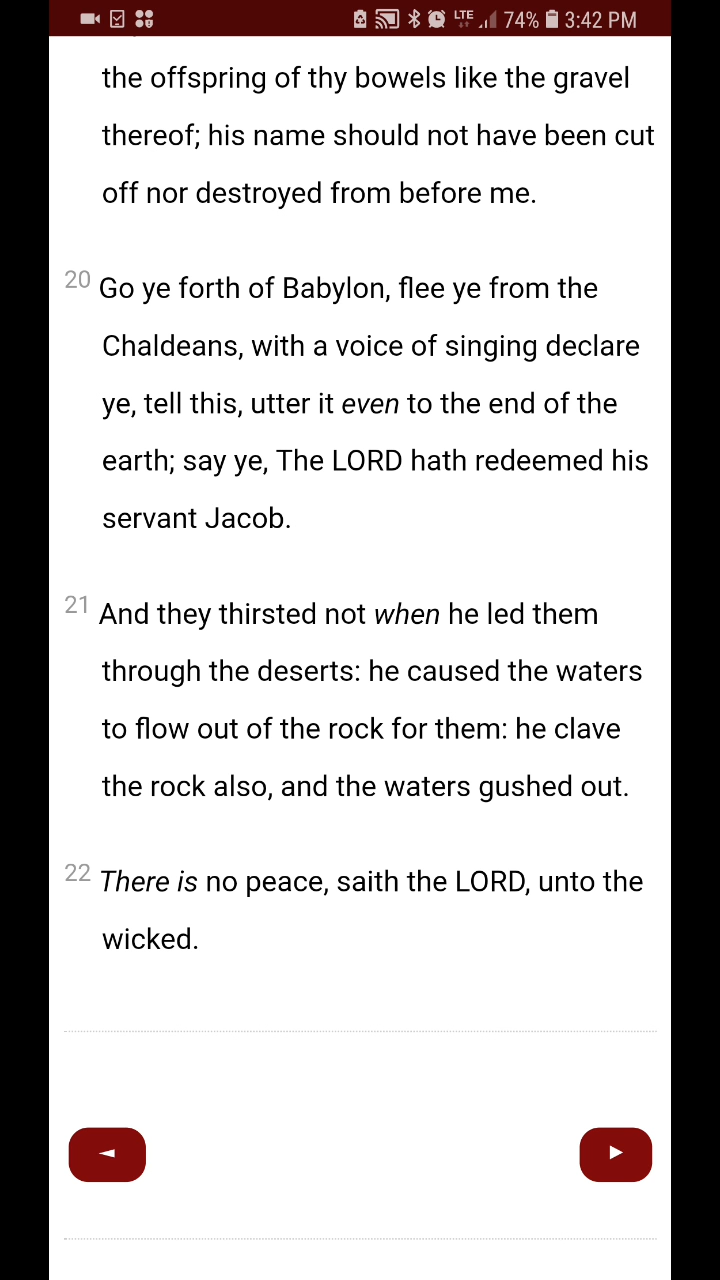 LTE 74% 3:42 PM
the offspring of thy bowels like the gravel
thereof; his name should not have been cut
off nor destroyed from before me.
20 Go ye forth of Babylon, flee ye from the
Chaldeans, with a voice of singing declare
ye, tell this, utter it even to the end of the
earth; say ye, The LORD hath redeemed his
servant Jacob.
21 And they thirsted not when he led them
through the deserts: he caused the waters
to flow out of the rock for them: he clave
the rock also, and the waters gushed out.
22 There is no peace, saith the LORD, unto the
wicked.